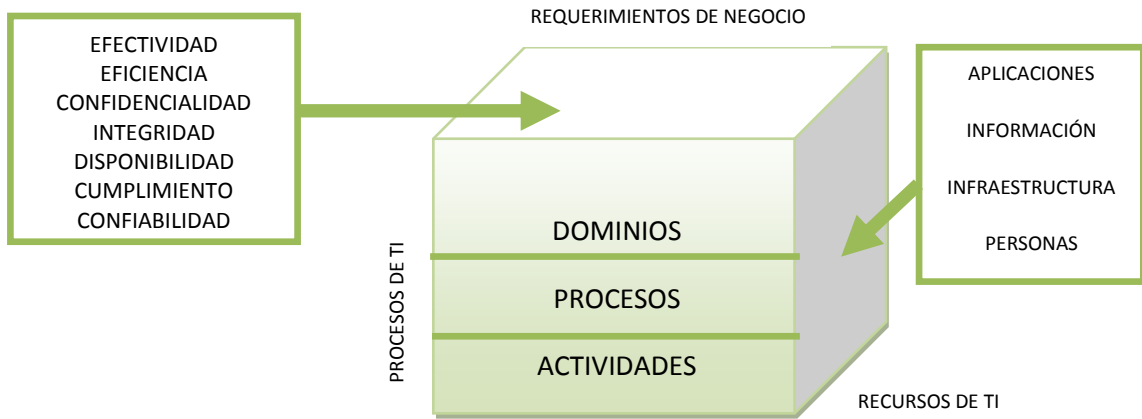 REQUERIMIENTOS DE NEGOCIO
EFECTIVIDAD
EFICIENCIA
CONFIDENCIALIDAD
INTEGRIDAD
DISPONIBILIDAD
CUMPLIMIENTO
CONFIABILIDAD
APLICACIONES
INFORMACIÓN
INFRAESTRUCTURA
PERSONAS
PROCESOS DE TI
DOMINIOS
PROCESOS
ACTIVIDADES
RECURSOS DE TI